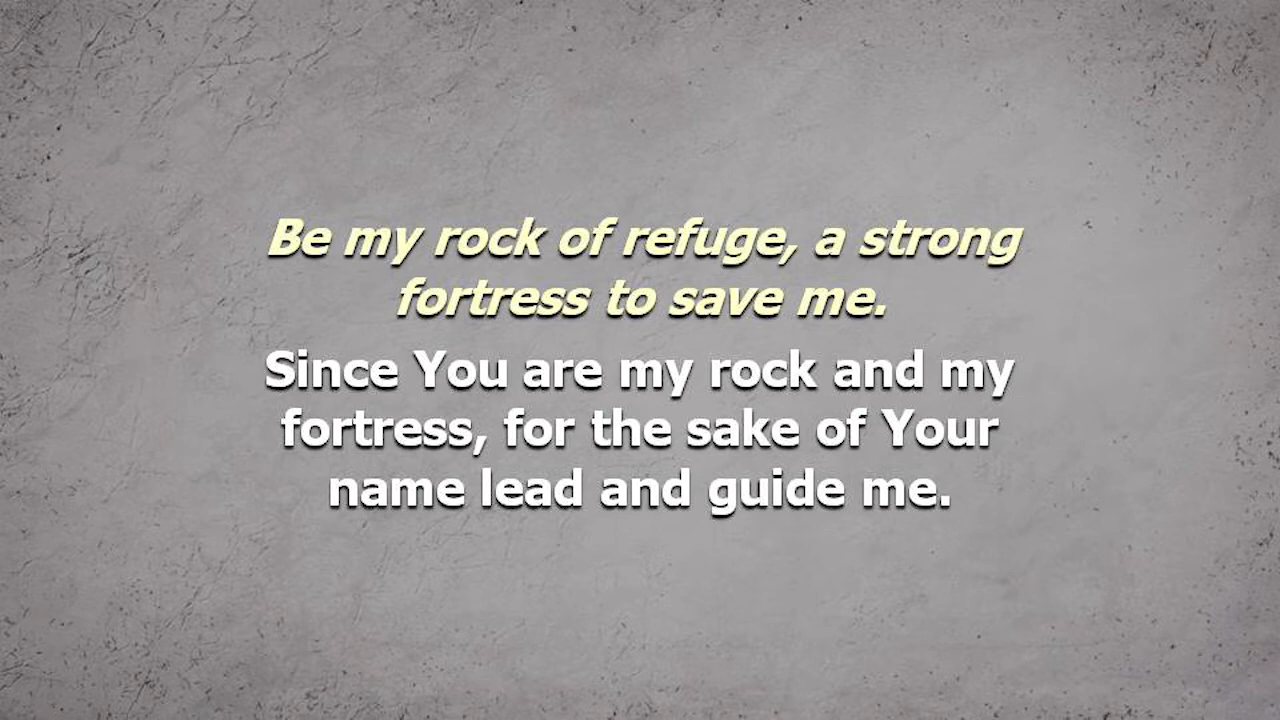 Be my rock of refuge, a strong
fortress to save me.
Since You are my rock and my
fortress, for the sake of Your
name lead and guide me.